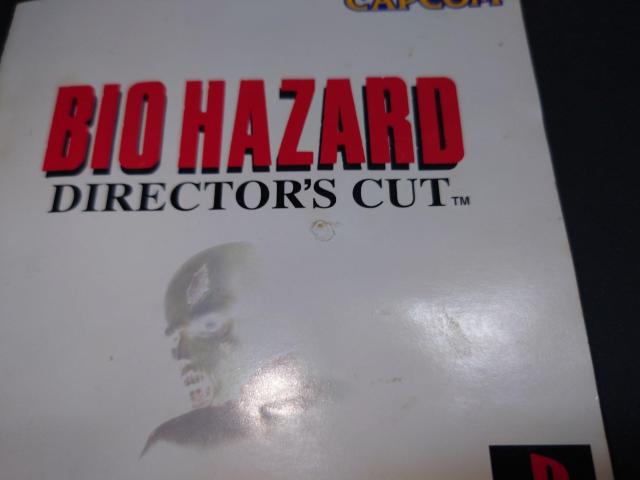 CAPCOM
BIO HAZARD
DIRECTOR'S CUT™